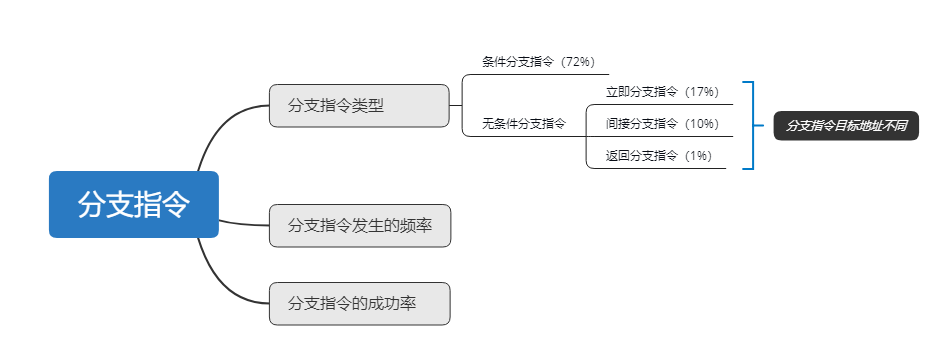 分支指令
分支指令类型
条件分支指令（72%）
无条件分支指令
立即分支指令（17%）
间接分支指令（10%）
返回分支指令（1%）
分支指令目标地址不同
分支指令发生的频率
分支指令的成功率